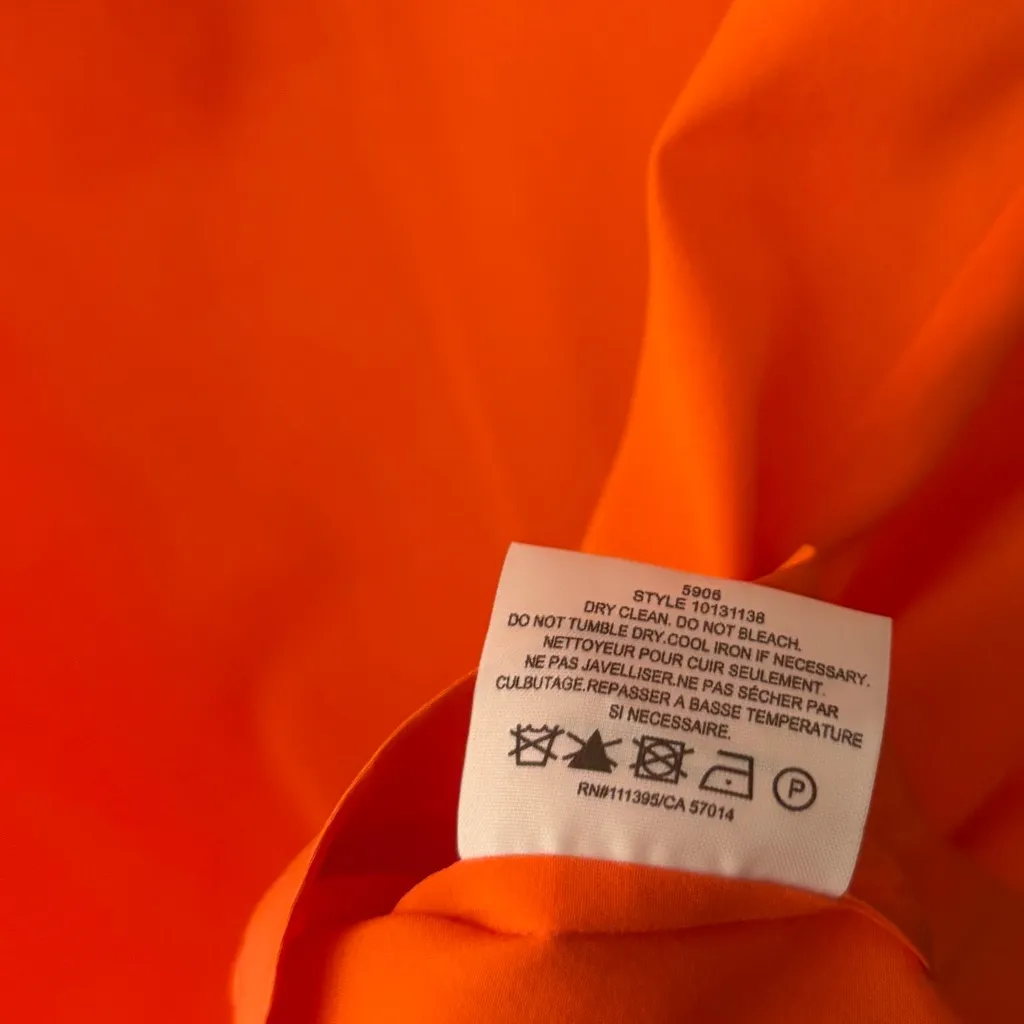 5906
STYLE 10131138
DRY CLEAN. DO NOT BLEACH.
DO NOT TUMBLE DRY.COOL IRON IF NECESSARY.
NETTOYEUR POUR CUIR SEULEMENT.
NE PAS JAVELLISER.NE PAS SÉCHER PAR
CULBUTAGE.REPASSER A BASSE TEMPERATURE
SI NECESSAIRE.
P
RN#111395/CA 57014